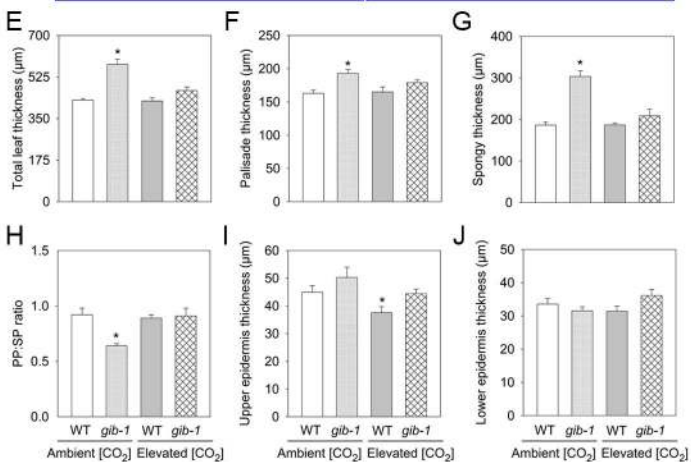 E
F
G
Total leaf thickness (µm)
700
525
350
175
0
*
Palisade thickness (µm)
250
200
150
100
50
0
*
Spongy thickness (µm)
400
300
200
100
0
*
H
I
J
PP:SP ratio
1.5
1.0
0.5
0.0
*
Upper epidermis thickness (µm)
60
50
40
30
20
10
0
*
Lower epidermis thickness (µm)
50
40
30
20
10
0
WT gib-1 WT gib-1
Ambient [CO₂] Elevated [CO₂]
WT gib-1 WT gib-1
Ambient [CO₂] Elevated [CO₂]
WT gib-1 WT gib-1
Ambient [CO₂] Elevated [CO₂]